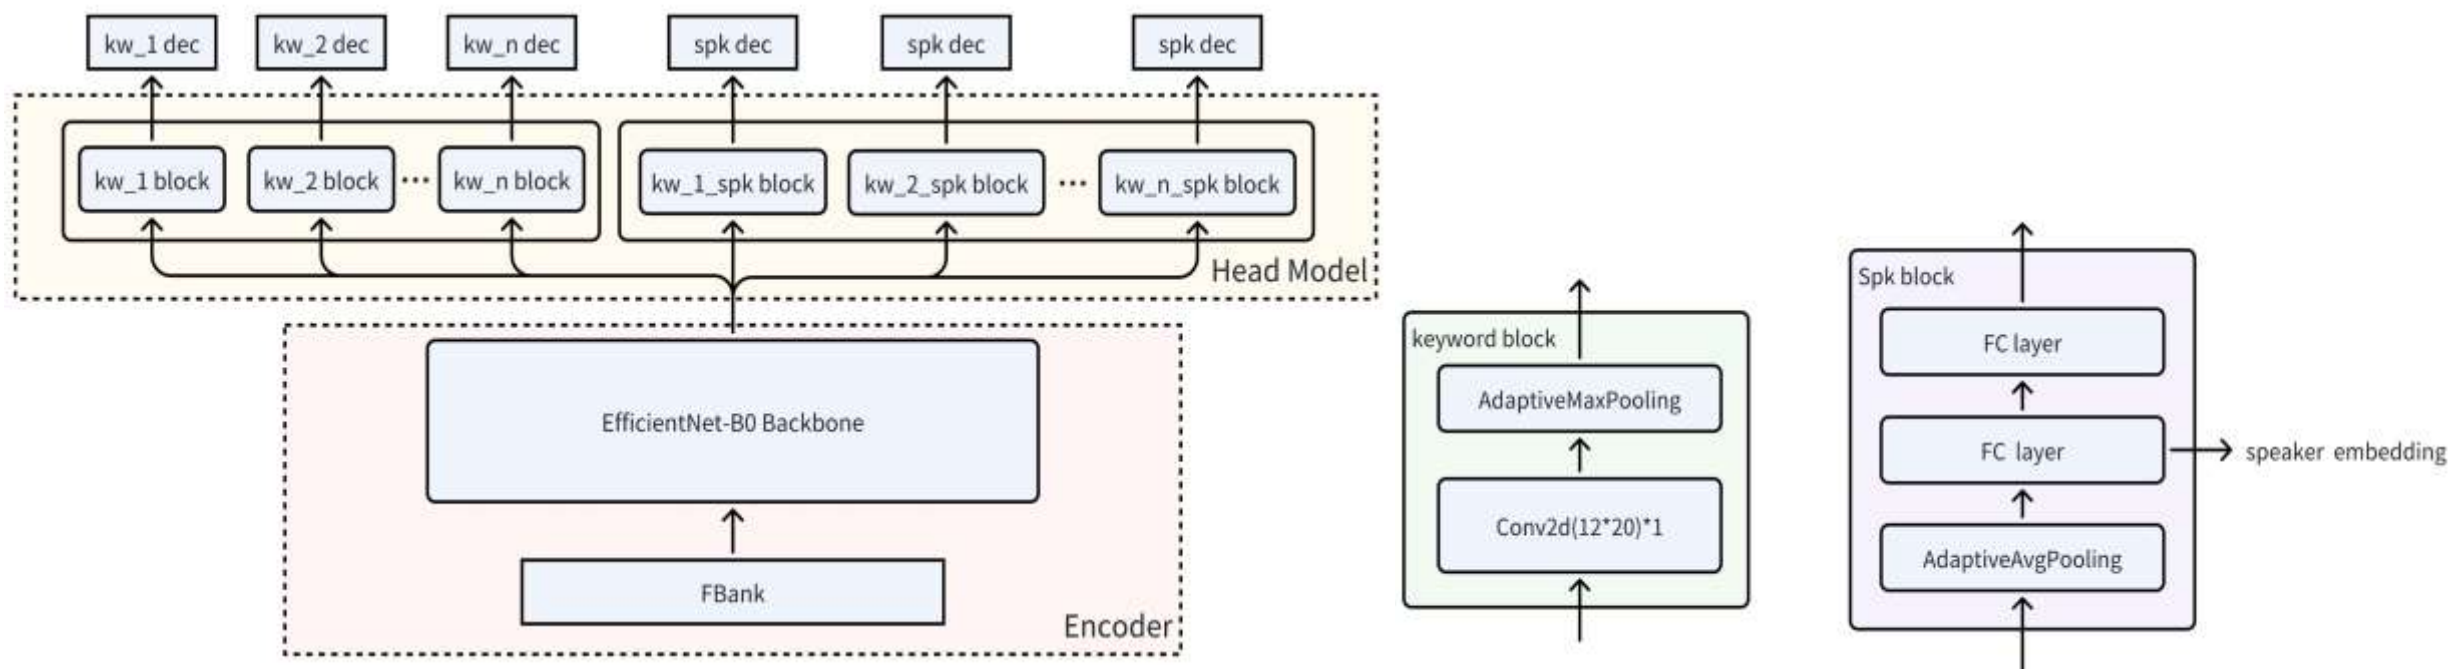 kw_1 dec
kw_2 dec
kw_n dec
spk dec
spk dec
spk dec
kw_1 block
kw_2 block
...
kw_n block
kw_1_spk block
kw_2_spk block
...
kw_n_spk block
Head Model
EfficientNet-B0 Backbone
FBank
Encoder
keyword block
AdaptiveMaxPooling
Conv2d(12*20)*1
Spk block
FC layer
FC layer
speaker embedding
AdaptiveAvgPooling